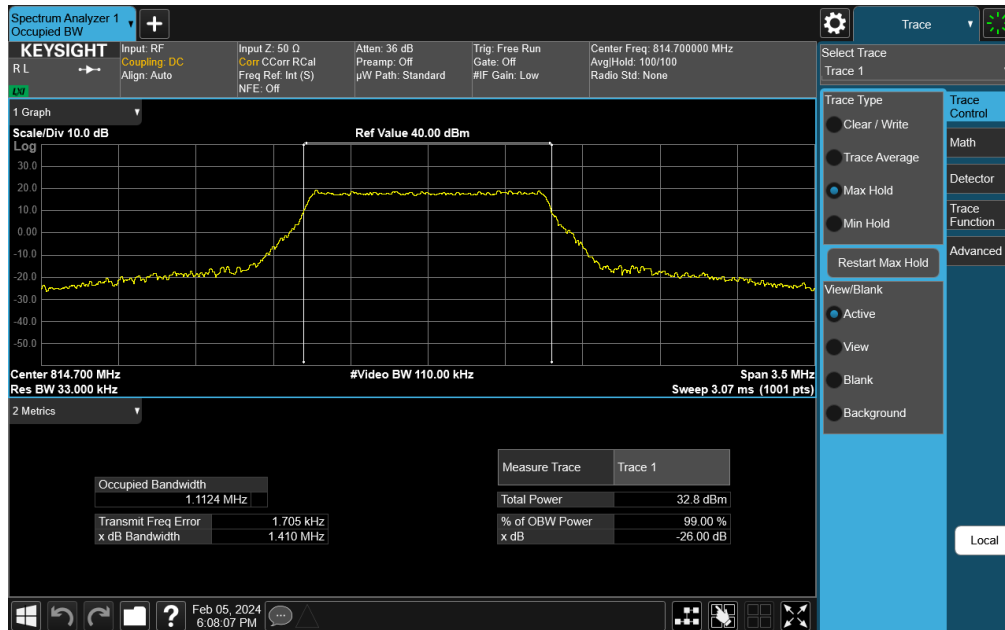 Spectrum Analyzer 1
Occupied BW
KEYSIGHT
R L
LXI
Input: RF
Coupling: DC
Align: Auto
Input Z: 50 Ω
Corr CCorr RCal
Freq Ref: Int (S)
NFE: Off
Atten: 36 dB
Preamp: Off
µW Path: Standard
Trig: Free Run
Gate: Off
#IF Gain: Low
Center Freq: 814.700000 MHz
Avg|Hold: 100/100
Radio Std: None
1 Graph
Scale/Div 10.0 dB
Ref Value 40.00 dBm
Log
30.0
20.0
10.0
0.00
-10.0
-20.0
-30.0
-40.0
-50.0
Center 814.700 MHz
#Video BW 110.00 kHz
Span 3.5 MHz
Res BW 33.000 kHz
Sweep 3.07 ms (1001 pts)
2 Metrics
Occupied Bandwidth
1.1124 MHz
Transmit Freq Error 1.705 kHz
x dB Bandwidth 1.410 MHz
Measure Trace Trace 1
Total Power 32.8 dBm
% of OBW Power 99.00 %
x dB -26.00 dB
Feb 05, 2024
6:08:07 PM
Trace
Select Trace
Trace 1
Trace Type
Clear / Write
Trace Average
Max Hold
Min Hold
Restart Max Hold
View/Blank
Active
View
Blank
Background
Trace
Control
Math
Detector
Trace
Function
Advanced
Local